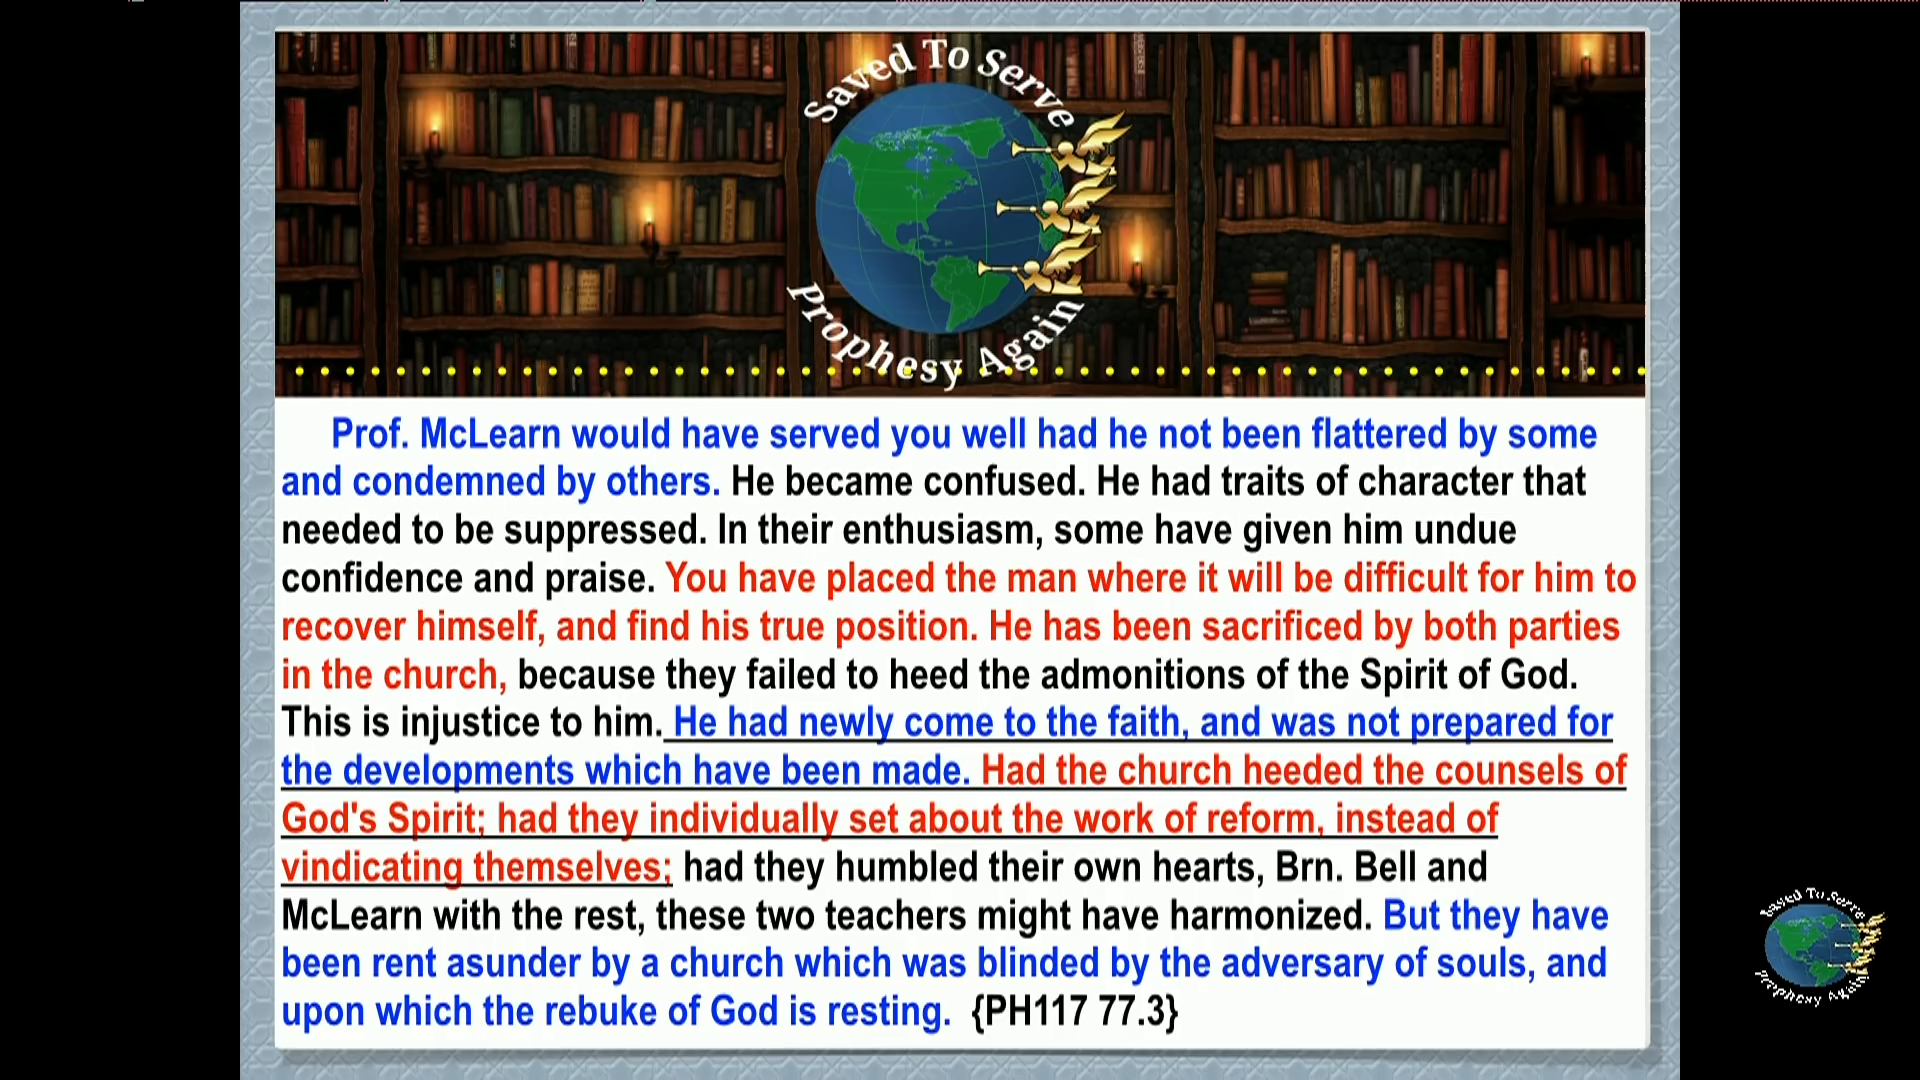 Saved To Serve
Prophesy Again
Prof. McLearn would have served you well had he not been flattered by some
and condemned by others. He became confused. He had traits of character that
needed to be suppressed. In their enthusiasm, some have given him undue
confidence and praise. You have placed the man where it will be difficult for him to
recover himself, and find his true position. He has been sacrificed by both parties
in the church, because they failed to heed the admonitions of the Spirit of God.
This is injustice to him. He had newly come to the faith, and was not prepared for
the developments which have been made. Had the church heeded the counsels of
God's Spirit; had they individually set about the work of reform, instead of
vindicating themselves; had they humbled their own hearts, Brn. Bell and
McLearn with the rest, these two teachers might have harmonized. But they have
been rent asunder by a church which was blinded by the adversary of souls, and
upon which the rebuke of God is resting. {PH117 77.3}
Saved To Serve
Prophesy Again